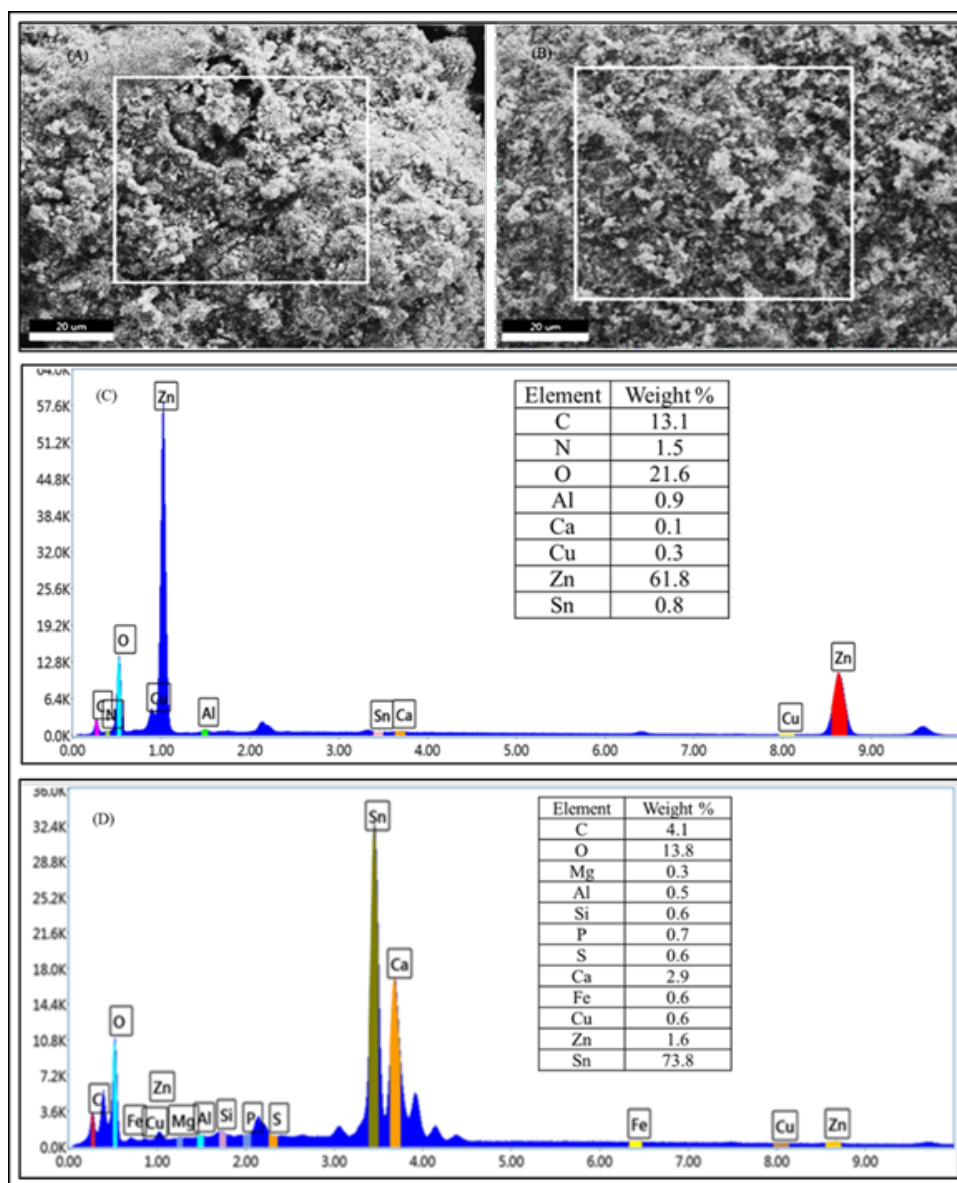 (A)
(B)
20 um
20 um
(C)
64.0K
57.6K
51.2K
44.8K
38.4K
32.0K
25.6K
19.2K
12.8K
6.4K
0.0K
Zn
O
C
N
Cu
Al
Sn
Ca
Cu
Zn
0.00 1.00 2.00 3.00 4.00 5.00 6.00 7.00 8.00 9.00
Element Weight %
C 13.1
N 1.5
O 21.6
Al 0.9
Ca 0.1
Cu 0.3
Zn 61.8
Sn 0.8
(D)
36.0K
32.4K
28.8K
25.2K
21.6K
18.0K
14.4K
10.8K
7.2K
3.6K
0.0K
Sn
Ca
O
Zn
C
Fe
Cu
Mg
Al
Si
P
S
Fe
Cu
Zn
0.00 1.00 2.00 3.00 4.00 5.00 6.00 7.00 8.00 9.00
Element Weight %
C 4.1
O 13.8
Mg 0.3
Al 0.5
Si 0.6
P 0.7
S 0.6
Ca 2.9
Fe 0.6
Cu 0.6
Zn 1.6
Sn 73.8